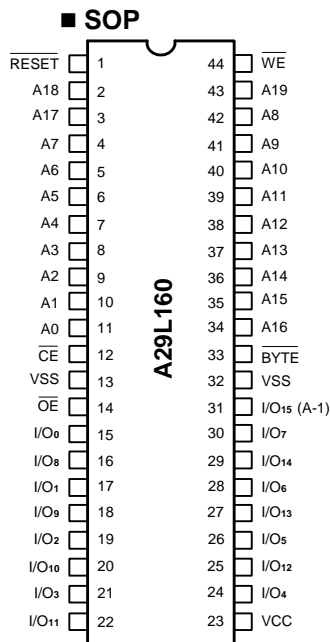 ■ SOP
RESET 1 44 WE
A18 2 43 A19
A17 3 42 A8
A7 4 41 A9
A6 5 40 A10
A5 6 39 A11
A4 7 38 A12
A3 8 37 A13
A2 9 36 A14
A1 10 35 A15
A0 11 34 A16
CE 12 33 BYTE
VSS 13 32 VSS
OE 14 31 I/O15 (A-1)
I/O0 15 30 I/O7
I/O8 16 29 I/O14
I/O1 17 28 I/O6
I/O9 18 27 I/O13
I/O2 19 26 I/O5
I/O10 20 25 I/O12
I/O3 21 24 I/O4
I/O11 22 23 VCC
A29L160